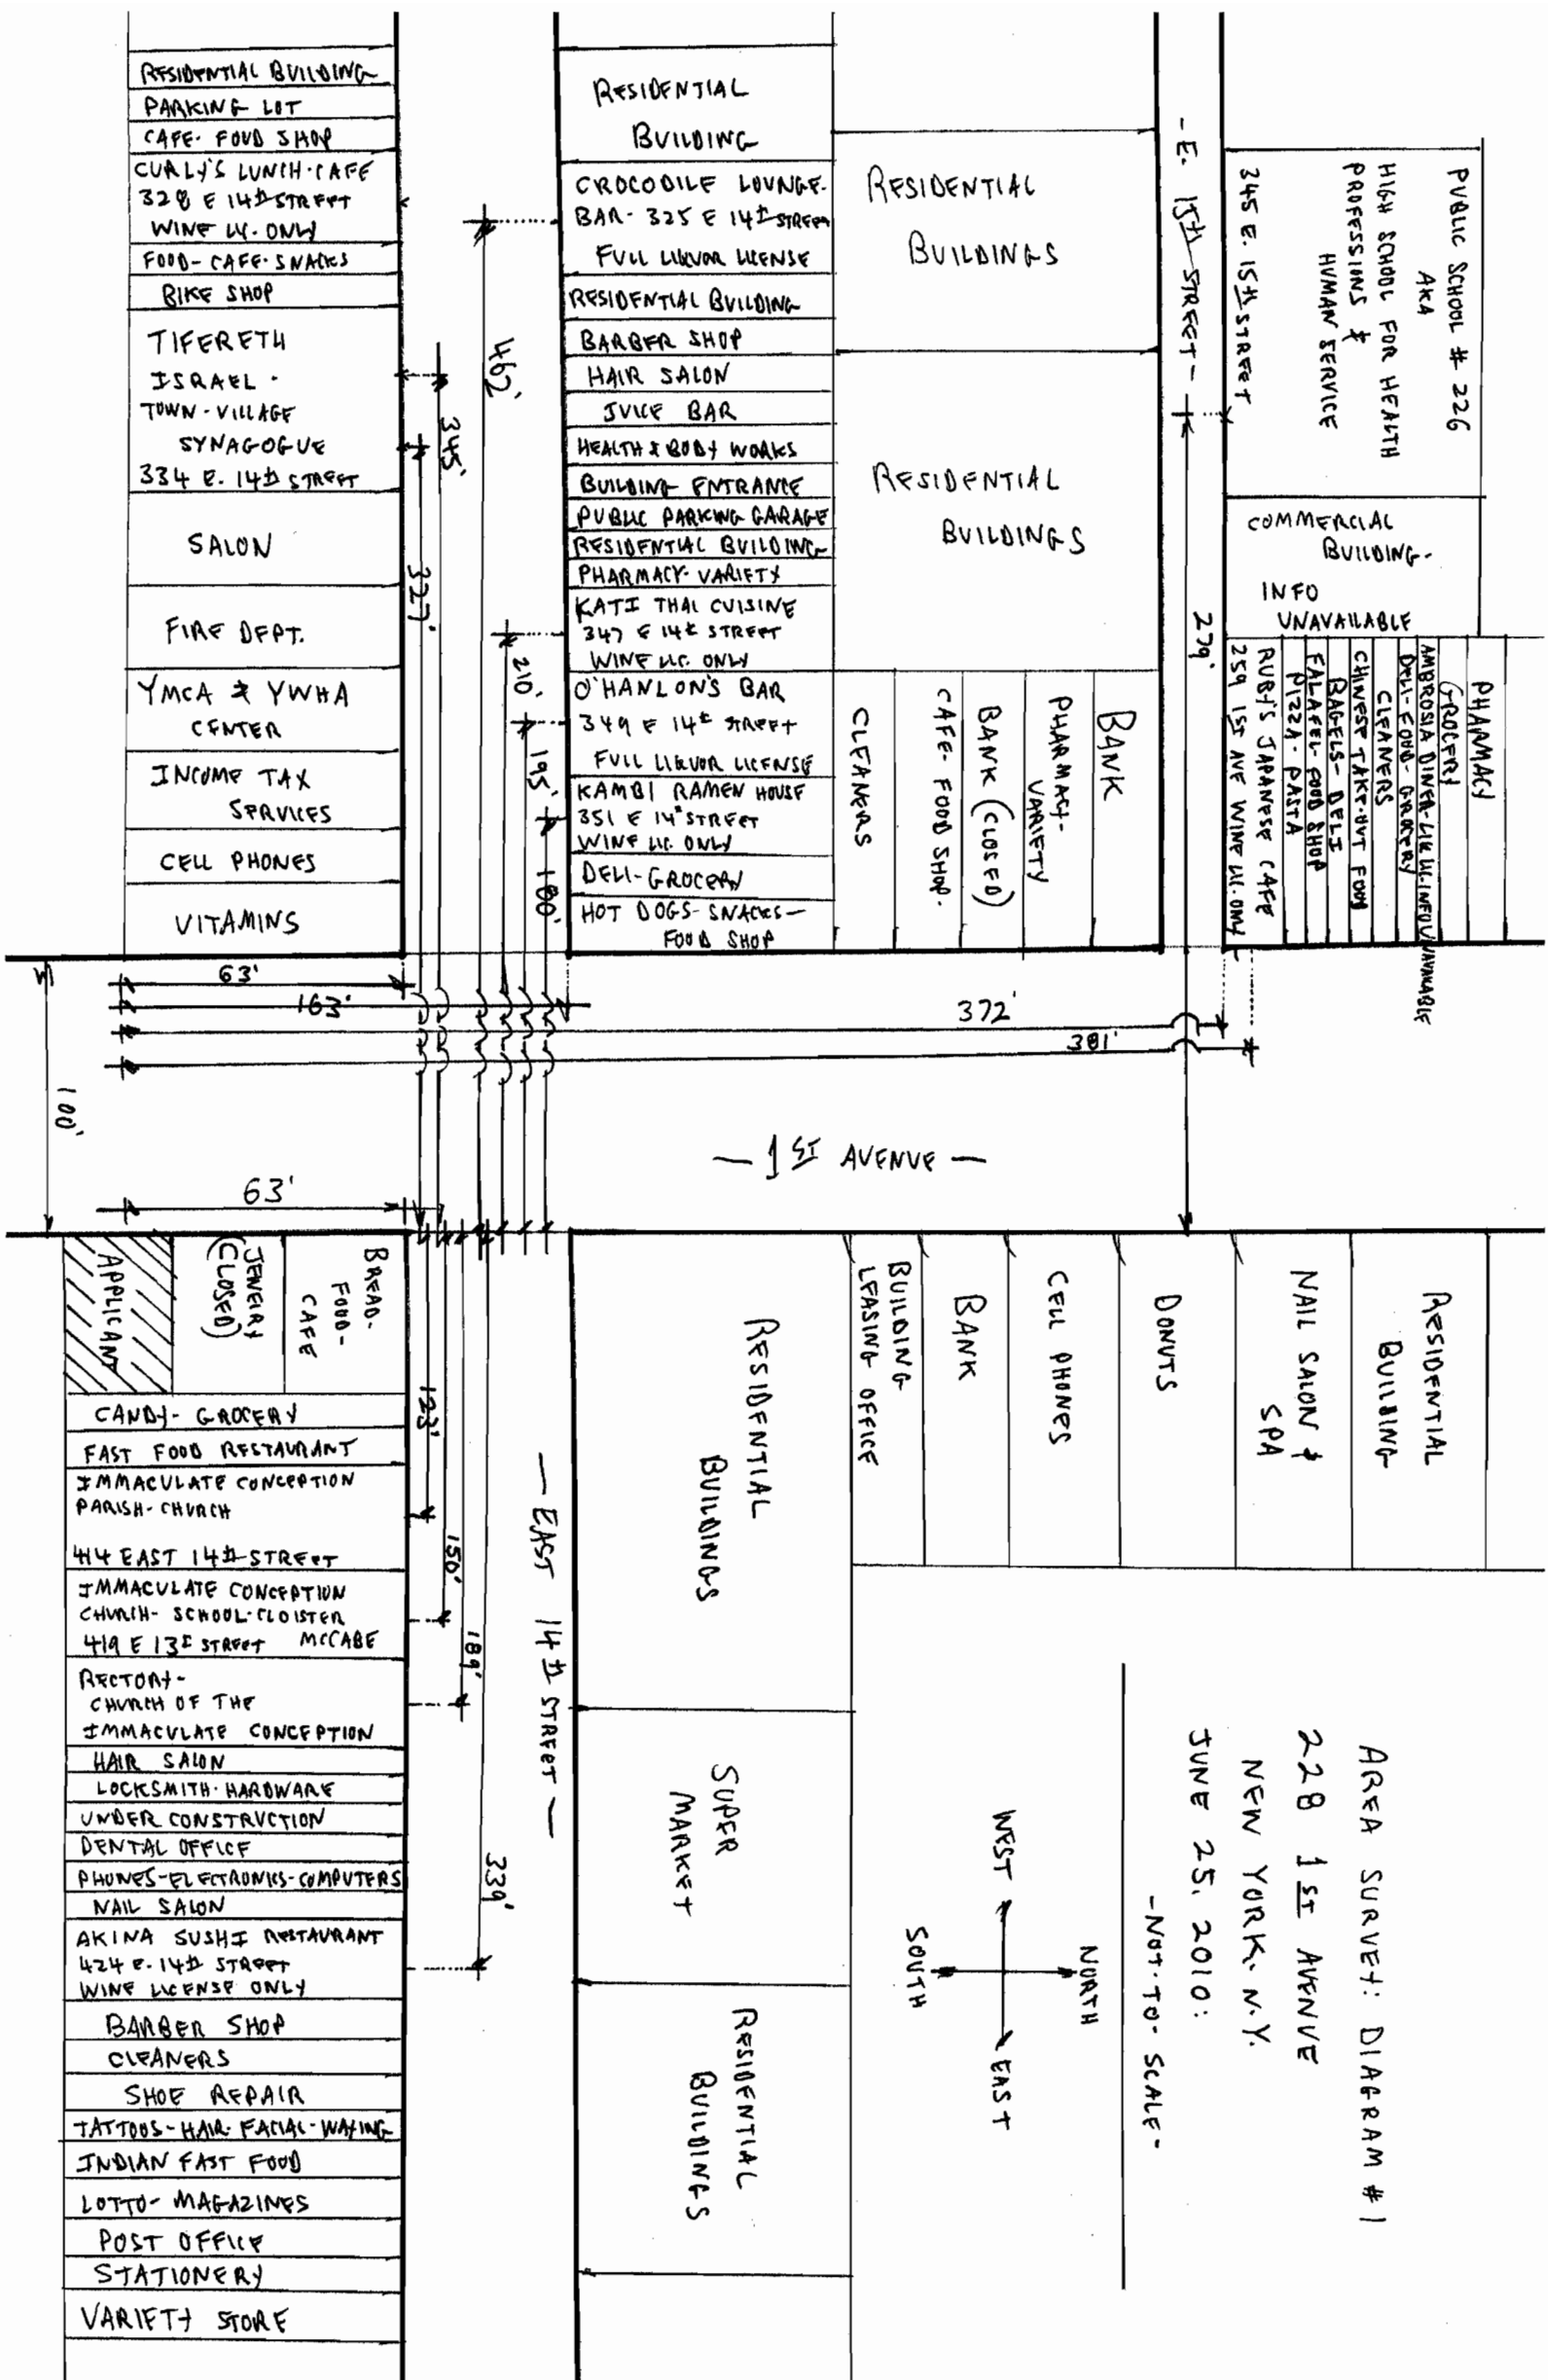 RESIDENTIAL BUILDING
PARKING LOT
CAFE- FOOD SHOP
CURLY'S LUNCH-CAFE
328 E 14th STREET
WINE LIC. ONLY
FOOD-CAFE-SNACKS
BIKE SHOP
TIFERETH
ISRAEL -
TOWN-VILLAGE
SYNAGOGUE
334 E. 14th STREET
SALON
FIRE DEPT.
YMCA & YWHA
CENTER
INCOME TAX
SERVICES
CELL PHONES
VITAMINS
462'
345'
327'
210'
195'
180'
RESIDENTIAL
BUILDING
CROCODILE LOUNGE-
BAR- 325 E 14th STREET
FULL LIQUOR LICENSE
RESIDENTIAL BUILDING
BARBER SHOP
HAIR SALON
JUICE BAR
HEALTH & BODY WORKS
BUILDING ENTRANCE
PUBLIC PARKING GARAGE
RESIDENTIAL BUILDING
PHARMACY- VARIETY
KATI THAI CUISINE
347 E 14th STREET
WINE LIC. ONLY
O'HANLON'S BAR
349 E 14th STREET
FULL LIQUOR LICENSE
KAMBI RAMEN HOUSE
351 E 14th STREET
WINE LIC. ONLY
DELI-GROCERY
HOT DOGS-SNACKS-
FOOD SHOP
RESIDENTIAL
BUILDINGS
RESIDENTIAL
BUILDINGS
BANK
PHARMACY-
VARIETY
BANK (CLOSED)
CAFE- FOOD SHOP.
CLEANERS
-E. 15th STREET-
279'
PUBLIC SCHOOL # 226
AKA
HIGH SCHOOL FOR HEALTH
PROFESSINS &
HUMAN SERVICE
345 E. 15th STREET
COMMERCIAL
BUILDING-
INFO
UNAVAILABLE
PHARMACY
GROCERY
AMBROSIA DINER-LIC. INFO UNAVAILABLE
DELI-FOOD-GROCERY
CLEANERS
CHINESE TAKE-OUT FOOD
BAGELS-DELI
FALAFEL-FOOD SHOP
PIZZA-PASTA
RUBY'S JAPANESE CAFE
259 1ST AVE WINE LIC. ONLY
63'
163'
372'
381'
100'
— 1ST AVENUE —
63'
APPLICANT
JEWELRY
(CLOSED)
BREAD-
FOOD-
CAFE
CANDY- GROCERY
FAST FOOD RESTAURANT
IMMACULATE CONCEPTION
PARISH-CHURCH
414 EAST 14th STREET
IMMACULATE CONCEPTION
CHURCH- SCHOOL-CLOISTER
419 E 13th STREET MCCABE
RECTORY-
CHURCH OF THE
IMMACULATE CONCEPTION
HAIR SALON
LOCKSMITH-HARDWARE
UNDER CONSTRUCTION
DENTAL OFFICE
PHONES-ELECTRONICS-COMPUTERS
NAIL SALON
AKINA SUSHI RESTAURANT
424 E. 14th STREET
WINE LICENSE ONLY
BARBER SHOP
CLEANERS
SHOE REPAIR
TATTOOS-HAIR-FACIAL-WAXING
INDIAN FAST FOOD
LOTTO- MAGAZINES
POST OFFICE
STATIONERY
VARIETY STORE
123'
150'
189'
339'
— EAST 14th STREET —
RESIDENTIAL
BUILDINGS
SUPER
MARKET
RESIDENTIAL
BUILDINGS
BUILDING
LEASING OFFICE
BANK
CELL PHONES
DONUTS
NAIL SALON &
SPA
RESIDENTIAL
BUILDING
WEST
NORTH
SOUTH
EAST
AREA SURVEY: DIAGRAM #1
228 1ST AVENUE
NEW YORK, N.Y.
JUNE 25, 2010:
-NOT-TO-SCALE-